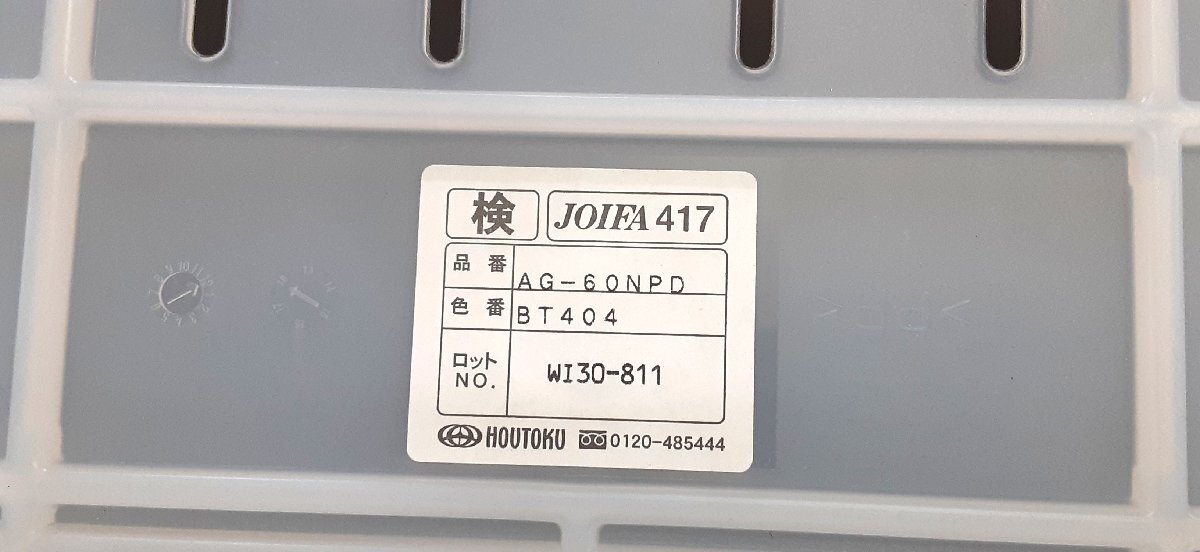 検 JOIFA 417
品番 AG-60NPD
色番 BT404
ロット NO. WI30-811
HOUTOKU 0120-485444